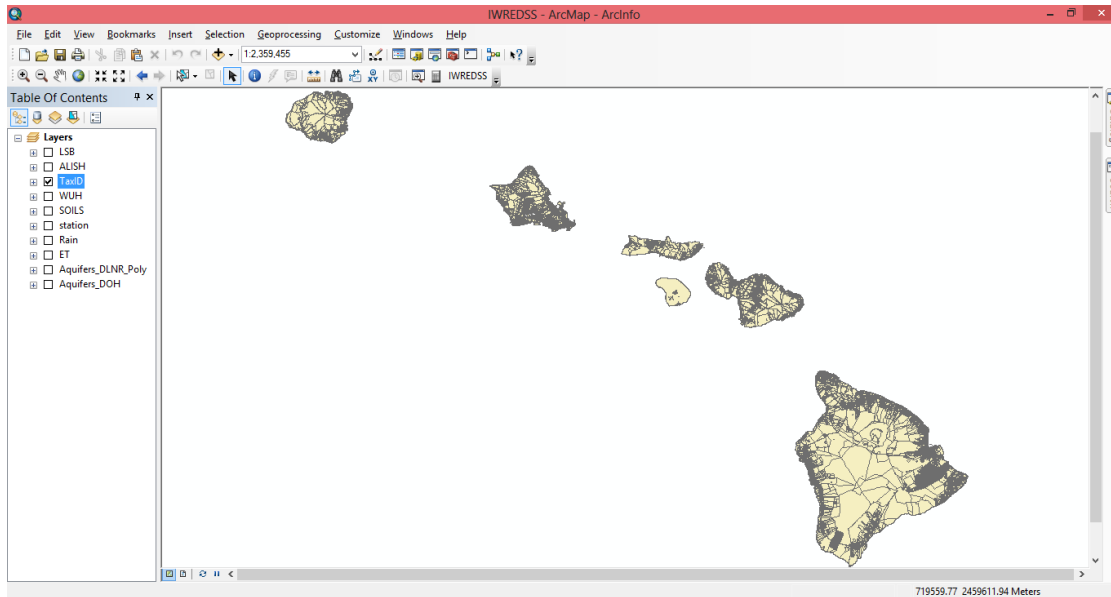 IWREDSS - ArcMap - ArcInfo
File Edit View Bookmarks Insert Selection Geoprocessing Customize Windows Help
1:2,359,455
IWREDSS
Table Of Contents
Layers
LSB
ALISH
TaxID
WUH
SOILS
station
Rain
ET
Aquifers_DLNR_Poly
Aquifers_DOH
719559.77 2459611.94 Meters